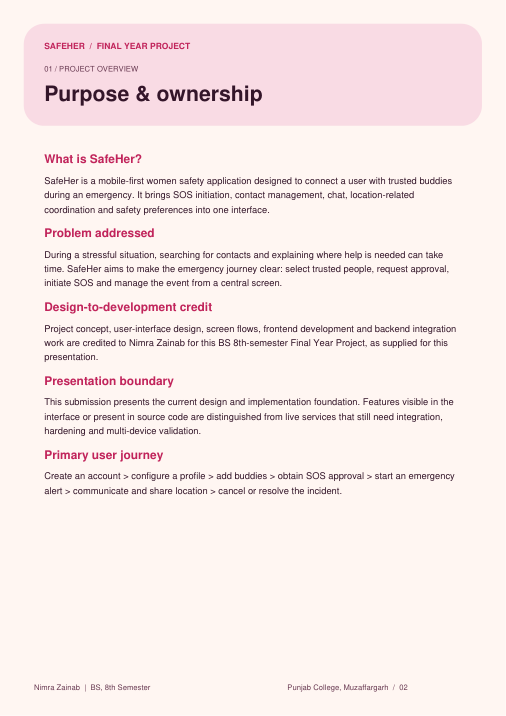 SAFEHER / FINAL YEAR PROJECT
01 / PROJECT OVERVIEW
Purpose & ownership
What is SafeHer?
SafeHer is a mobile-first women safety application designed to connect a user with trusted buddies
during an emergency. It brings SOS initiation, contact management, chat, location-related
coordination and safety preferences into one interface.
Problem addressed
During a stressful situation, searching for contacts and explaining where help is needed can take
time. SafeHer aims to make the emergency journey clear: select trusted people, request approval,
initiate SOS and manage the event from a central screen.
Design-to-development credit
Project concept, user-interface design, screen flows, frontend development and backend integration
work are credited to Nimra Zainab for this BS 8th-semester Final Year Project, as supplied for this
presentation.
Presentation boundary
This submission presents the current design and implementation foundation. Features visible in the
interface or present in source code are distinguished from live services that still need integration,
hardening and multi-device validation.
Primary user journey
Create an account > configure a profile > add buddies > obtain SOS approval > start an emergency
alert > communicate and share location > cancel or resolve the incident.
Nimra Zainab | BS, 8th Semester
Punjab College, Muzaffargarh / 02